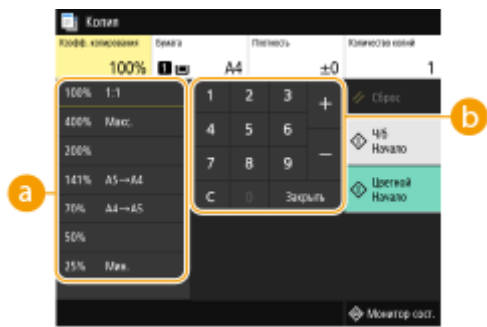 Копия
Коэфф. копирования Бумага Плотность Количество копий
100% 1 A4 ±0 1
100% 1:1
400% Макс.
200%
141% A5→A4
70% A4→A5
50%
25% Мин.
1 2 3 +
4 5 6
7 8 9 −
C 0 Закрыть
Сброс
Ч/б
Начало
Цветной
Начало
Монитор сост.
a
b